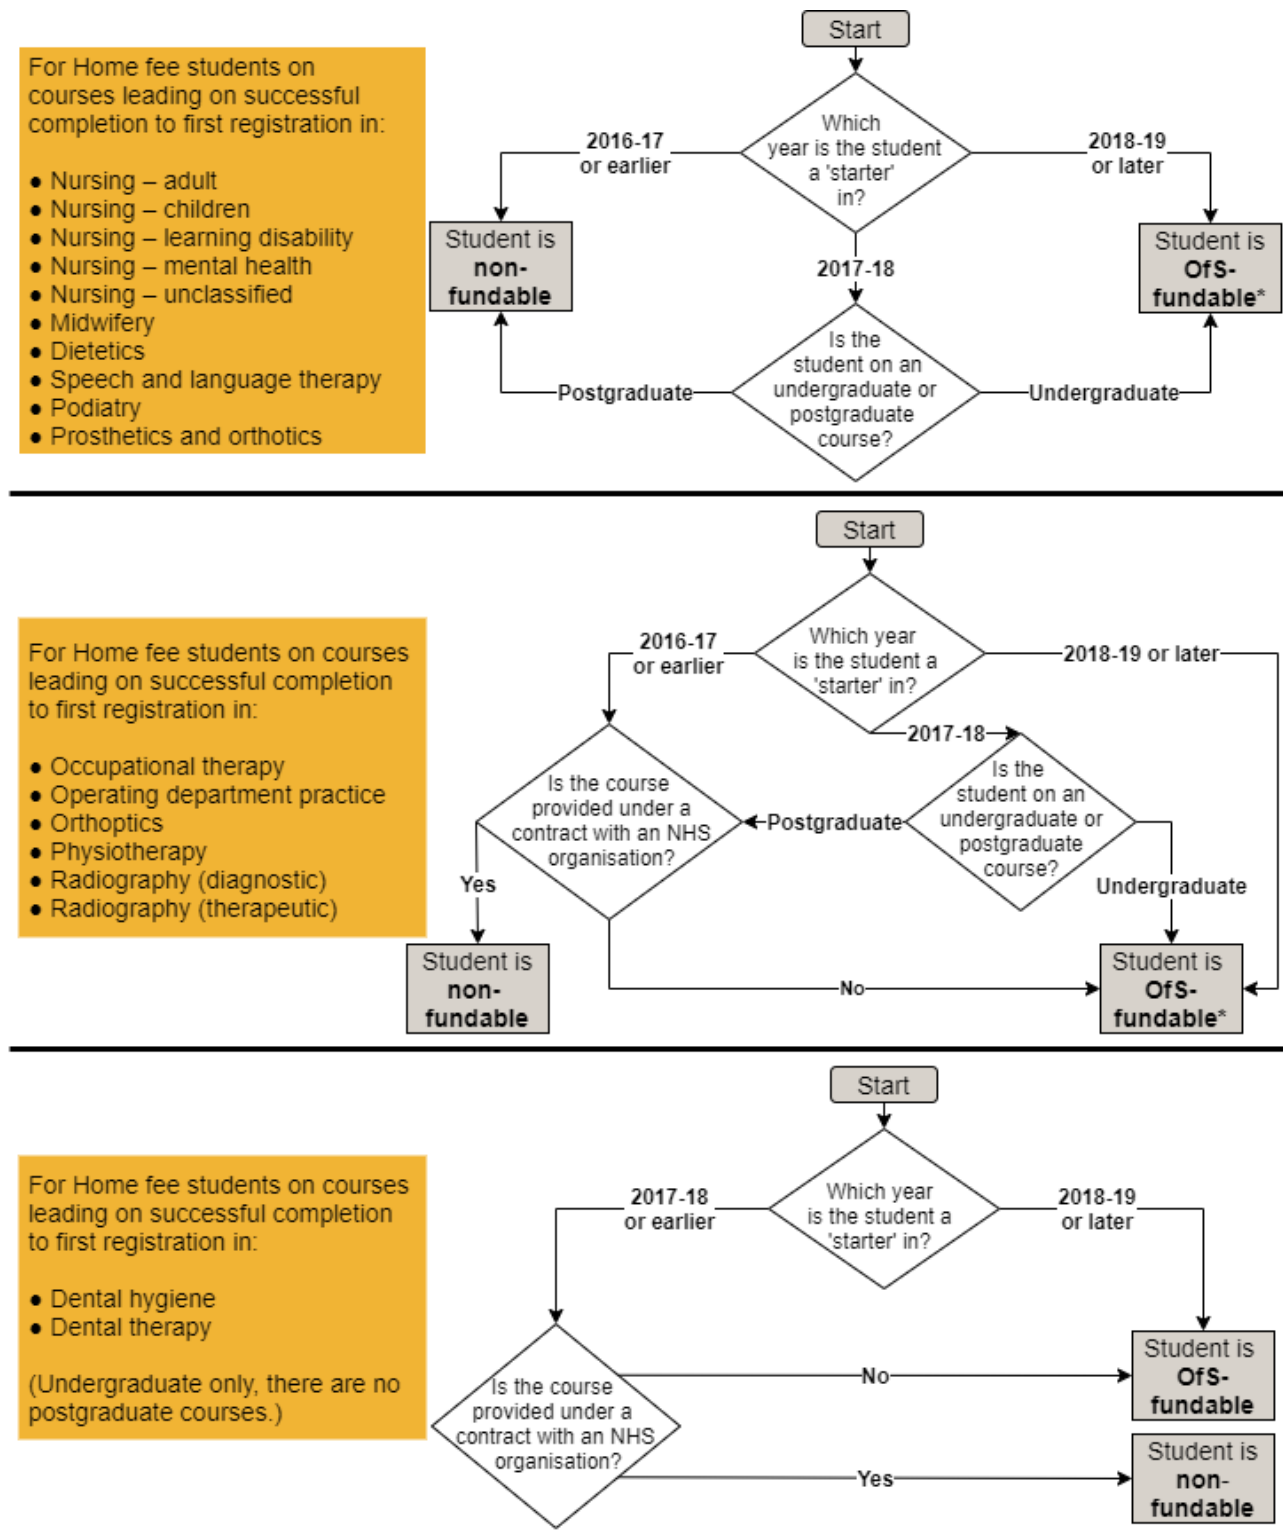 For Home fee students on
courses leading on successful
completion to first registration in:
● Nursing – adult
● Nursing – children
● Nursing – learning disability
● Nursing – mental health
● Nursing – unclassified
● Midwifery
● Dietetics
● Speech and language therapy
● Podiatry
● Prosthetics and orthotics
Start
Which
year is the student
a 'starter'
in?
2016-17
or earlier
2018-19
or later
Student is
non-
fundable
2017-18
Student is
OfS-
fundable*
Is the
student on an
undergraduate or
postgraduate
course?
Postgraduate
Undergraduate
For Home fee students on courses
leading on successful completion
to first registration in:
● Occupational therapy
● Operating department practice
● Orthoptics
● Physiotherapy
● Radiography (diagnostic)
● Radiography (therapeutic)
Start
Which year
is the student a
'starter' in?
2016-17
or earlier
2018-19 or later
2017-18
Is the course
provided under a
contract with an NHS
organisation?
Postgraduate
Is the
student on an
undergraduate or
postgraduate
course?
Yes
Undergraduate
Student is
non-
fundable
No
Student is
OfS-
fundable*
For Home fee students on courses
leading on successful completion
to first registration in:
● Dental hygiene
● Dental therapy
(Undergraduate only, there are no
postgraduate courses.)
Start
Which year
is the student a
'starter' in?
2017-18
or earlier
2018-19
or later
Is the course
provided under a
contract with an NHS
organisation?
No
Student is
OfS-
fundable
Yes
Student is
non-
fundable